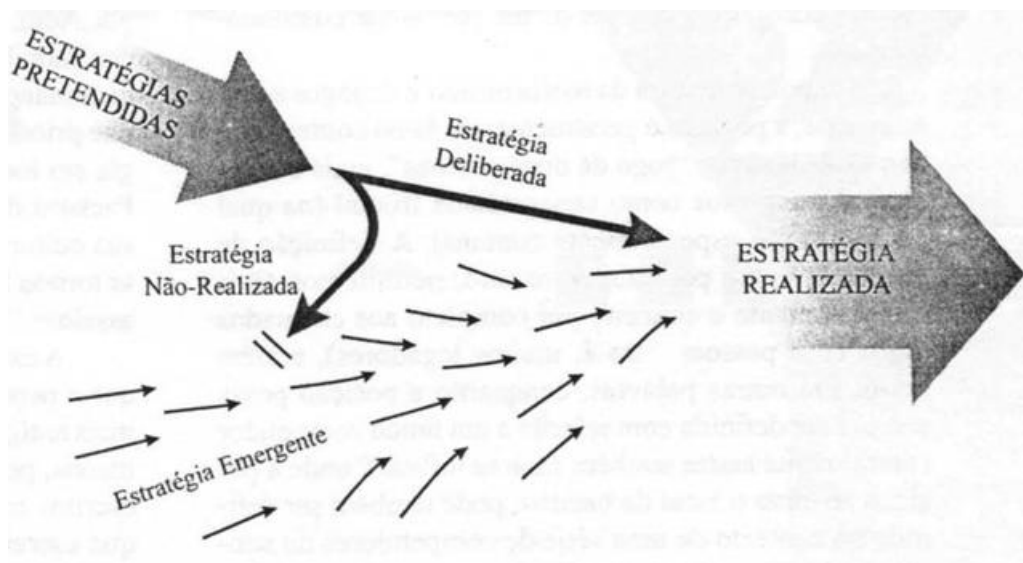 ESTRATÉGIAS
PRETENDIDAS
Estratégia
Deliberada
Estratégia
Não-Realizada
ESTRATÉGIA
REALIZADA
Estratégia Emergente